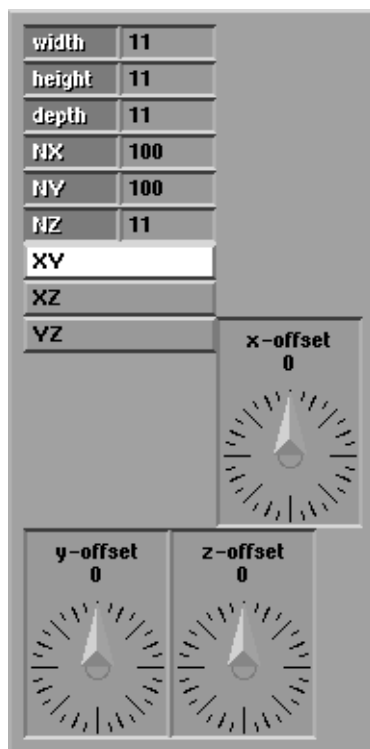 width 11
height 11
depth 11
NX 100
NY 100
NZ 11
XY
XZ
YZ
x-offset
0
y-offset
0
z-offset
0